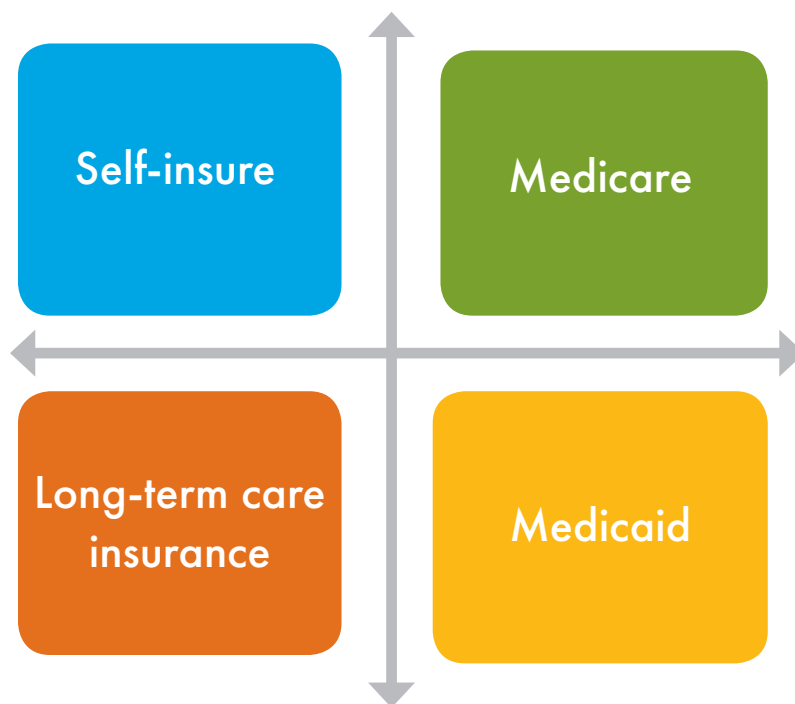 Self-insure
Medicare
Long-term care
insurance
Medicaid